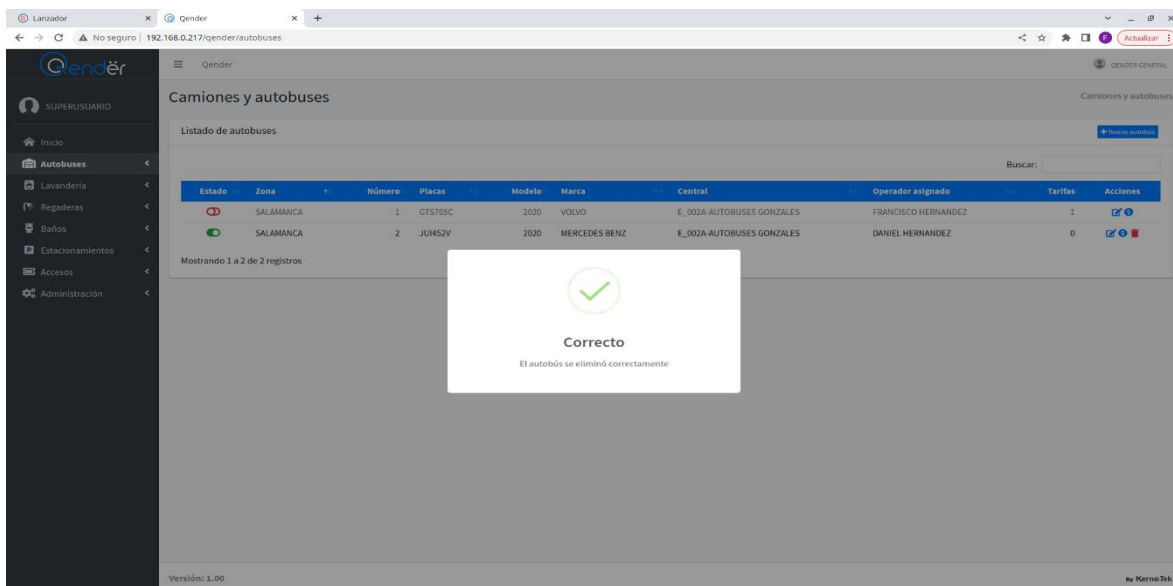 Lanzador
Qender
No seguro | 192.168.0.217/qender/autobuses
F
Actualizar
Qendër
Qender
QENDER GENERAL
SUPERUSUARIO
Camiones y autobuses
Camiones y autobuses
Inicio
Autobuses
Lavandería
Regaderas
Baños
Estacionamientos
Accesos
Administración
Listado de autobuses
Nuevo autobús
Buscar:
Estado Zona Número Placas Modelo Marca Central Operador asignado Tarifas Acciones
SALAMANCA 1 GTS705C 2020 VOLVO E_002A-AUTOBUSES GONZALES FRANCISCO HERNANDEZ 1
SALAMANCA 2 JUI452V 2020 MERCEDES BENZ E_002A-AUTOBUSES GONZALES DANIEL HERNANDEZ 0
Mostrando 1 a 2 de 2 registros
Correcto
El autobús se eliminó correctamente
Versión: 1.00
By KernoTek